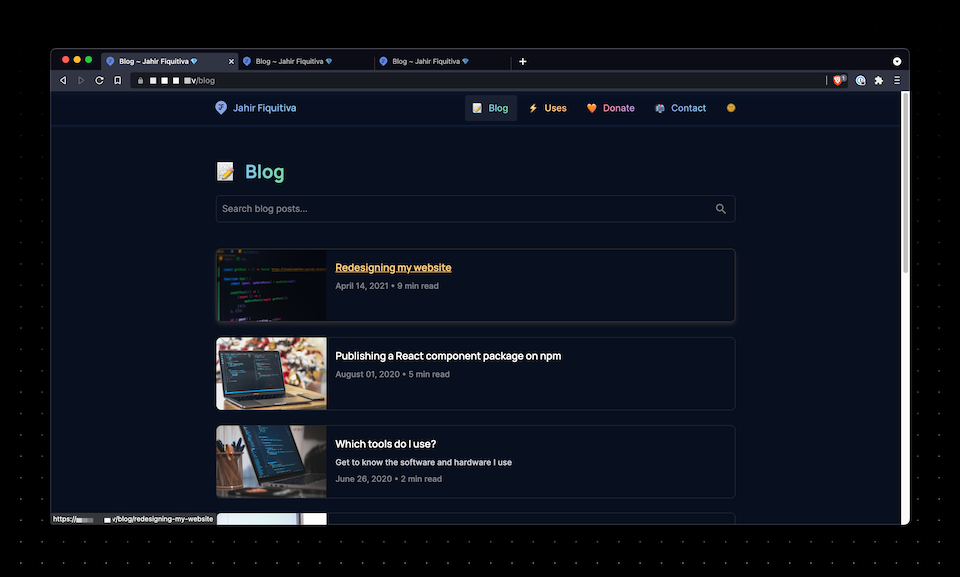 Blog ~ Jahir Fiquitiva 💎
Blog ~ Jahir Fiquitiva 💎
Blog ~ Jahir Fiquitiva 💎
v/blog
1
Jahir Fiquitiva
Blog
Uses
Donate
Contact
Blog
Search blog posts...
Redesigning my website
April 14, 2021 • 9 min read
Publishing a React component package on npm
August 01, 2020 • 5 min read
Which tools do I use?
Get to know the software and hardware I use
June 26, 2020 • 2 min read
https:// v/blog/redesigning-my-website